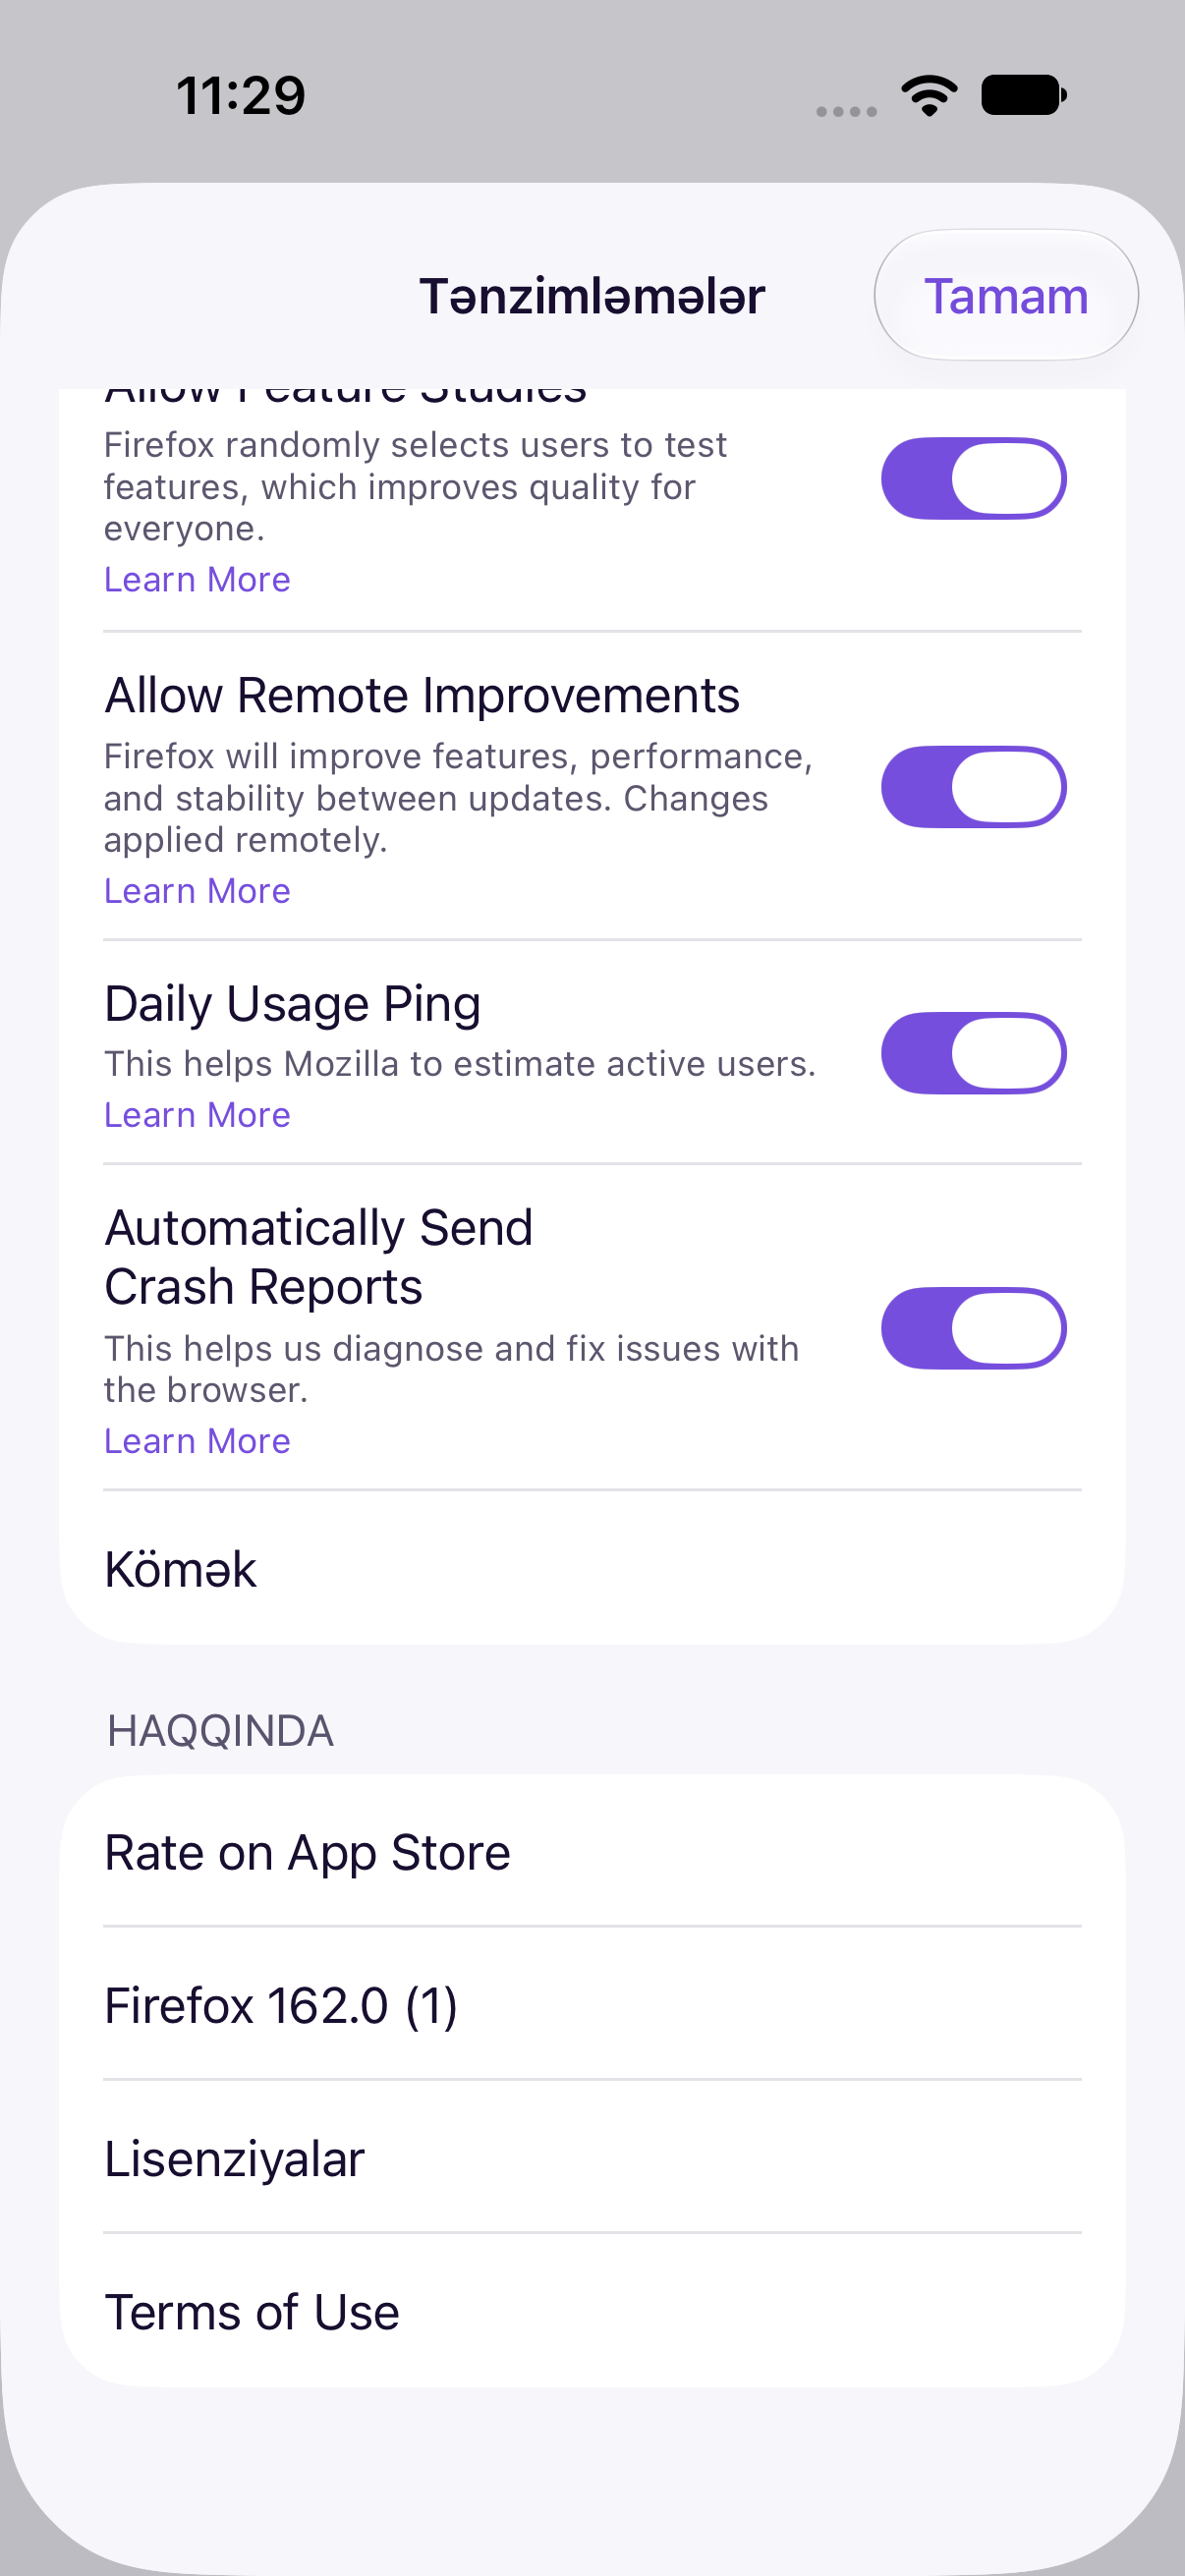 11:29
Tənzimləmələr
Tamam
Allow Feature Studies
Firefox randomly selects users to test
features, which improves quality for
everyone.
Learn More
Allow Remote Improvements
Firefox will improve features, performance,
and stability between updates. Changes
applied remotely.
Learn More
Daily Usage Ping
This helps Mozilla to estimate active users.
Learn More
Automatically Send
Crash Reports
This helps us diagnose and fix issues with
the browser.
Learn More
Kömək
HAQQINDA
Rate on App Store
Firefox 162.0 (1)
Lisenziyalar
Terms of Use